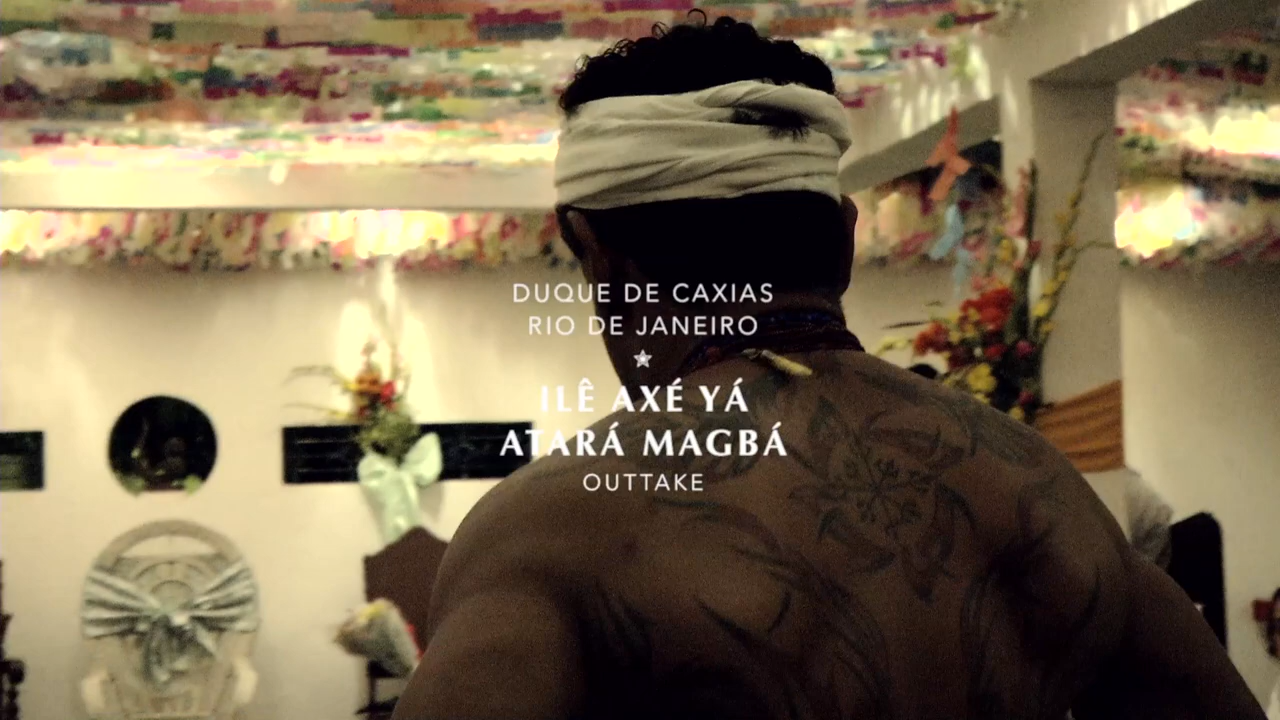 DUQUE DE CAXIAS
RIO DE JANEIRO
ILÊ AXÉ YÁ
ATARÁ MAGBÁ
OUTTAKE